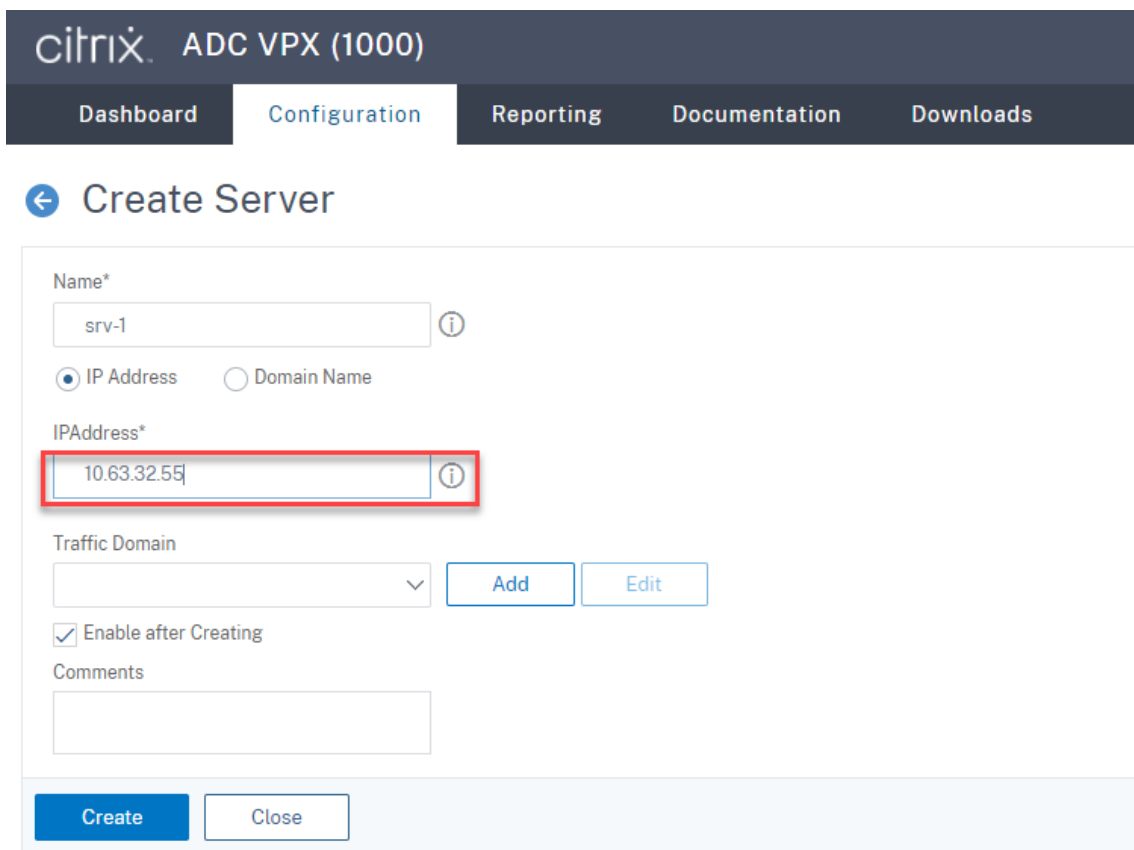 citrix. ADC VPX (1000)
Dashboard Configuration Reporting Documentation Downloads
Create Server
Name*
srv-1
IP Address Domain Name
IPAddress*
10.63.32.55
Traffic Domain
Add Edit
Enable after Creating
Comments
Create Close